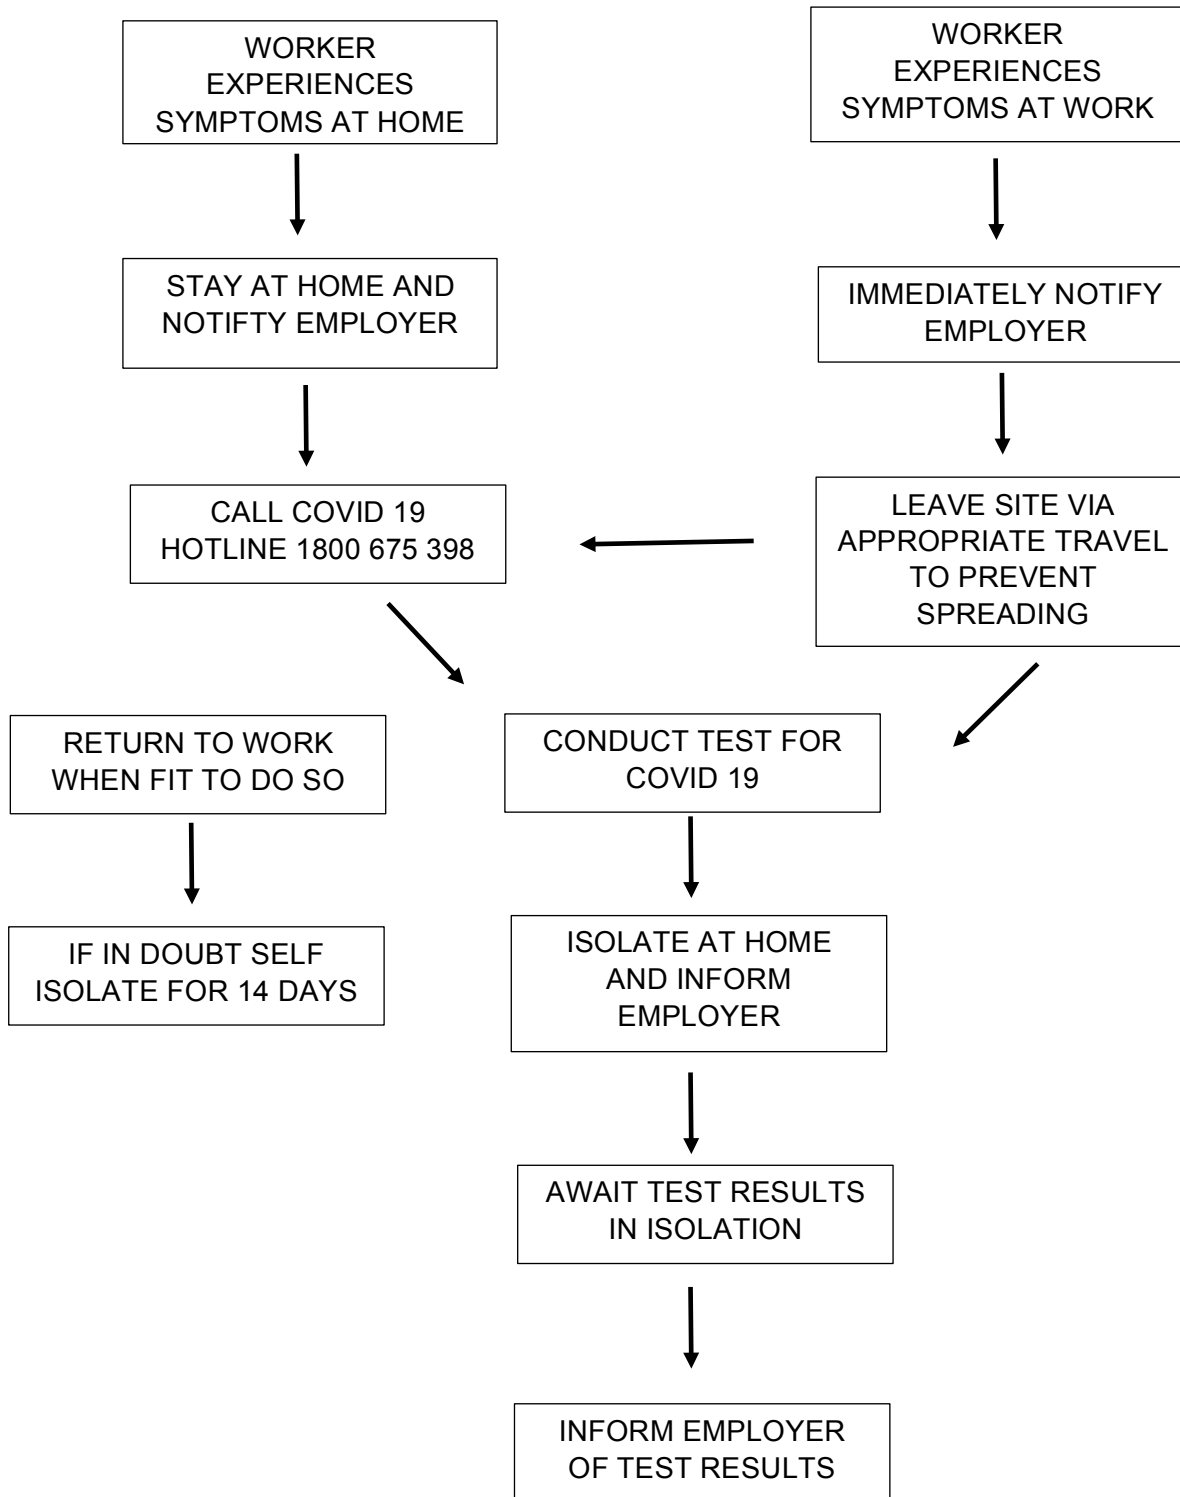 WORKER
EXPERIENCES
SYMPTOMS AT HOME
WORKER
EXPERIENCES
SYMPTOMS AT WORK
STAY AT HOME AND
NOTIFTY EMPLOYER
IMMEDIATELY NOTIFY
EMPLOYER
CALL COVID 19
HOTLINE 1800 675 398
LEAVE SITE VIA
APPROPRIATE TRAVEL
TO PREVENT
SPREADING
RETURN TO WORK
WHEN FIT TO DO SO
CONDUCT TEST FOR
COVID 19
IF IN DOUBT SELF
ISOLATE FOR 14 DAYS
ISOLATE AT HOME
AND INFORM
EMPLOYER
AWAIT TEST RESULTS
IN ISOLATION
INFORM EMPLOYER
OF TEST RESULTS